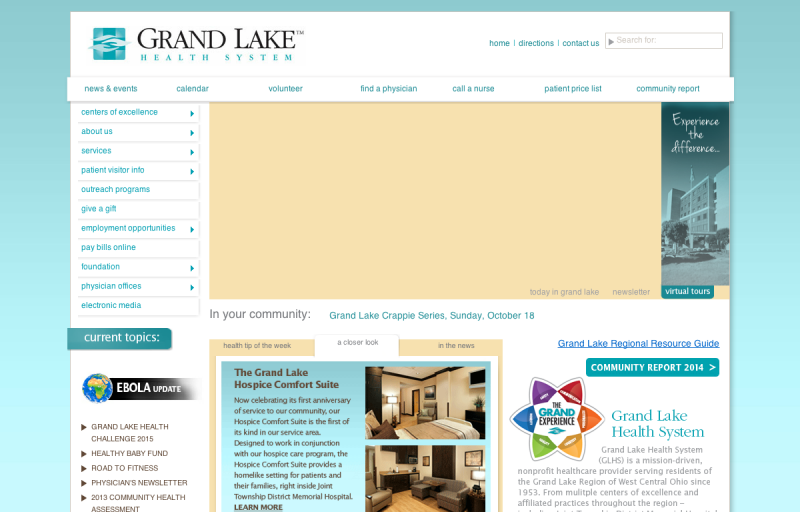 GRAND LAKE™
HEALTH SYSTEM
home | directions | contact us
Search for:
news & events
calendar
volunteer
find a physician
call a nurse
patient price list
community report
centers of excellence
about us
services
patient visitor info
outreach programs
give a gift
employment opportunities
pay bills online
foundation
physician offices
electronic media
Experience
the
difference...
today in grand lake
newsletter
virtual tours
In your community:
Grand Lake Crappie Series, Sunday, October 18
current topics:
EBOLA UPDATE
GRAND LAKE HEALTH
CHALLENGE 2015
HEALTHY BABY FUND
ROAD TO FITNESS
PHYSICIAN'S NEWSLETTER
2013 COMMUNITY HEALTH
ASSESSMENT
health tip of the week
a closer look
in the news
The Grand Lake
Hospice Comfort Suite
Now celebrating its first anniversary
of service to our community, our
Hospice Comfort Suite is the first of
its kind in our service area.
Designed to work in conjunction
with our hospice care program, the
Hospice Comfort Suite provides a
homelike setting for patients and
their families, right inside Joint
Township District Memorial Hospital.
LEARN MORE
Grand Lake Regional Resource Guide
COMMUNITY REPORT 2014 >
THE
GRAND
EXPERIENCE
Grand Lake
Health System
Grand Lake Health System
(GLHS) is a mission-driven,
nonprofit healthcare provider serving residents of
the Grand Lake Region of West Central Ohio since
1953. From mulitple centers of excellence and
affiliated practices throughout the region –